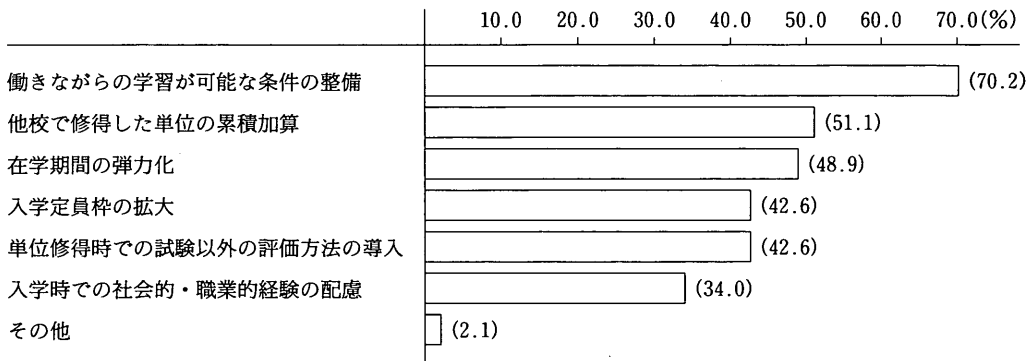 10.0 20.0 30.0 40.0 50.0 60.0 70.0(%)
働きながらの学習が可能な条件の整備 (70.2)
他校で修得した単位の累積加算 (51.1)
在学期間の弾力化 (48.9)
入学定員枠の拡大 (42.6)
単位修得時での試験以外の評価方法の導入 (42.6)
入学時での社会的・職業的経験の配慮 (34.0)
その他 (2.1)